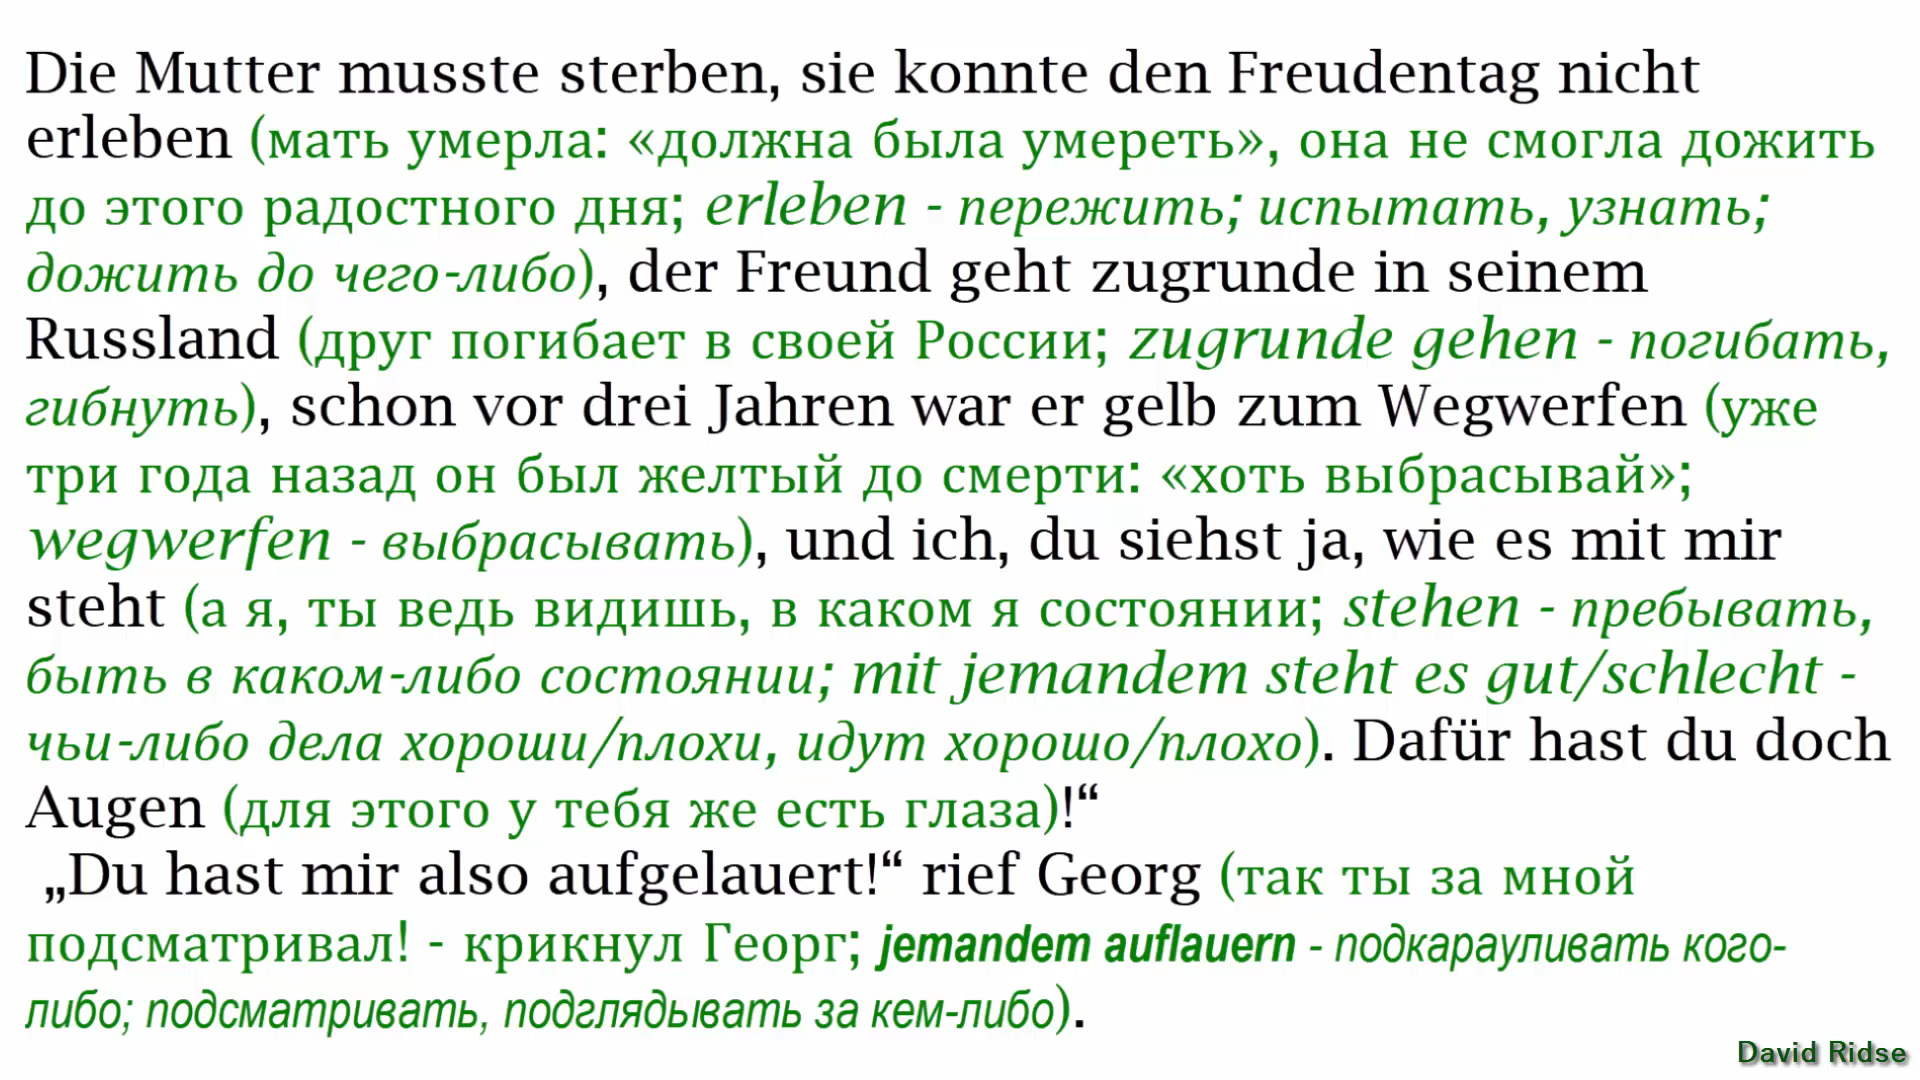 Die Mutter musste sterben, sie konnte den Freudentag nicht
erleben (мать умерла: «должна была умереть», она не смогла дожить
до этого радостного дня; erleben - пережить; испытать, узнать;
дожить до чего-либо), der Freund geht zugrunde in seinem
Russland (друг погибает в своей России; zugrunde gehen - погибать,
гибнуть), schon vor drei Jahren war er gelb zum Wegwerfen (уже
три года назад он был желтый до смерти: «хоть выбрасывай»;
wegwerfen - выбрасывать), und ich, du siehst ja, wie es mit mir
steht (а я, ты ведь видишь, в каком я состоянии; stehen - пребывать,
быть в каком-либо состоянии; mit jemandem steht es gut/schlecht -
чьи-либо дела хороши/плохи, идут хорошо/плохо). Dafür hast du doch
Augen (для этого у тебя же есть глаза)!“
„Du hast mir also aufgelauert!“ rief Georg (так ты за мной
подсматривал! - крикнул Георг; jemandem auflauern - подкарауливать кого-
либо; подсматривать, подглядывать за кем-либо).
David Ridse